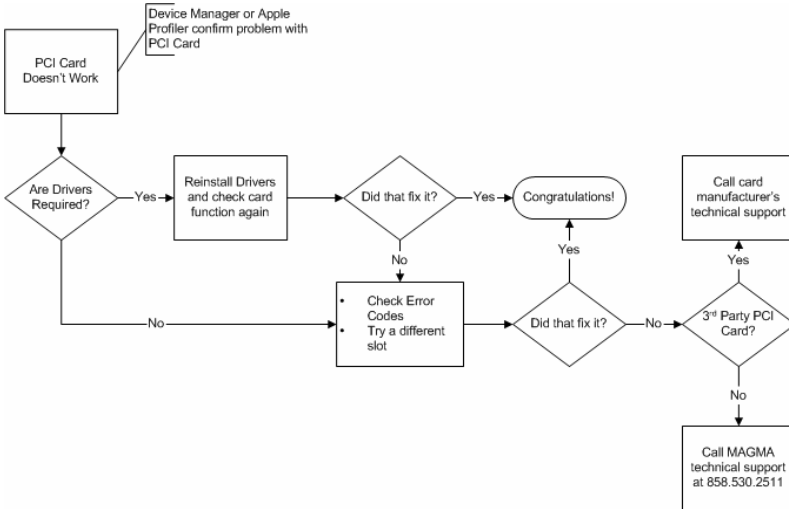 Device Manager or Apple
Profiler confirm problem with
PCI Card
PCI Card
Doesn't Work
Are Drivers
Required?
Yes
Reinstall Drivers
and check card
function again
Did that fix it?
Yes
Congratulations!
Call card
manufacturer's
technical support
No
Yes
Yes
No
• Check Error
Codes
• Try a different
slot
Did that fix it?
No
3rd Party PCI
Card?
No
Call MAGMA
technical support
at 858.530.2511